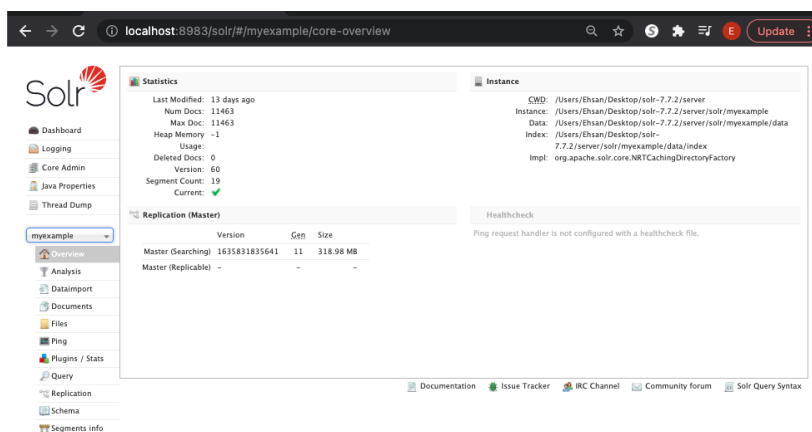 localhost:8983/solr/#/myexample/core-overview
S
E
Update
Solr
Dashboard
Logging
Core Admin
Java Properties
Thread Dump
myexample
Overview
Analysis
Dataimport
Documents
Files
Ping
Plugins / Stats
Query
Replication
Schema
Segments info
Statistics
Last Modified: 13 days ago
Num Docs: 11463
Max Doc: 11463
Heap Memory -1
Usage:
Deleted Docs: 0
Version: 60
Segment Count: 19
Current:
Instance
CWD: /Users/Ehsan/Desktop/solr-7.7.2/server
Instance: /Users/Ehsan/Desktop/solr-7.7.2/server/solr/myexample
Data: /Users/Ehsan/Desktop/solr-7.7.2/server/solr/myexample/data
Index: /Users/Ehsan/Desktop/solr-
7.7.2/server/solr/myexample/data/index
Impl: org.apache.solr.core.NRTCachingDirectoryFactory
Replication (Master)
Version Gen Size
Master (Searching) 1635831835641 11 318.98 MB
Master (Replicable) – – –
Healthcheck
Ping request handler is not configured with a healthcheck file.
Documentation Issue Tracker IRC Channel Community forum Solr Query Syntax